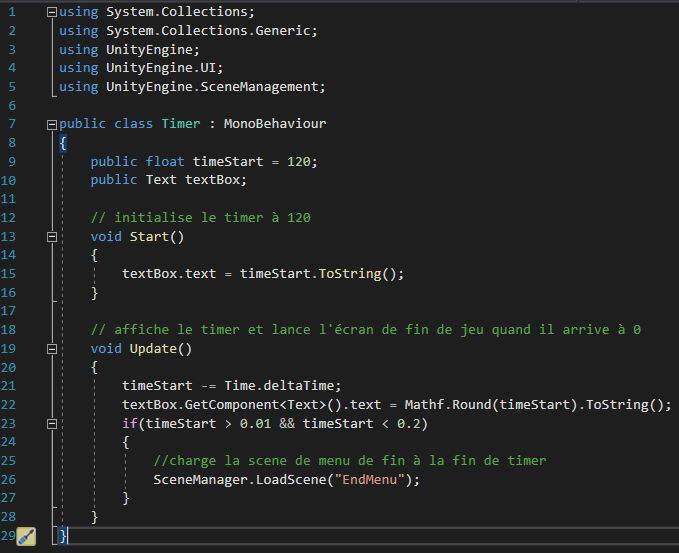 1 using System.Collections;
2 using System.Collections.Generic;
3 using UnityEngine;
4 using UnityEngine.UI;
5 using UnityEngine.SceneManagement;
6
7 public class Timer : MonoBehaviour
8 {
9 public float timeStart = 120;
10 public Text textBox;
11
12 // initialise le timer à 120
13 void Start()
14 {
15 textBox.text = timeStart.ToString();
16 }
17
18 // affiche le timer et lance l'écran de fin de jeu quand il arrive à 0
19 void Update()
20 {
21 timeStart -= Time.deltaTime;
22 textBox.GetComponent<Text>().text = Mathf.Round(timeStart).ToString();
23 if(timeStart > 0.01 && timeStart < 0.2)
24 {
25 //charge la scene de menu de fin à la fin de timer
26 SceneManager.LoadScene("EndMenu");
27 }
28 }
29 }